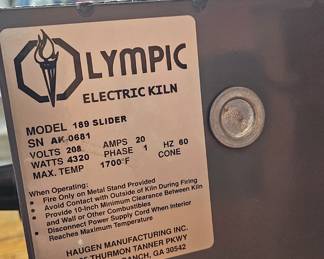 OLYMPIC
ELECTRIC KILN
MODEL 189 SLIDER
SN AK 0681
VOLTS 208 AMPS 20 HZ 60
WATTS 4320 PHASE 1 CONE
MAX. TEMP 1700°F
When Operating:
• Fire Only on Metal Stand Provided
• Avoid Contact with Outside of Kiln During Firing
• Provide 10-Inch Minimum Clearance Between Kiln
and Wall or Other Combustibles
• Disconnect Power Supply Cord When Interior
Reaches Maximum Temperature
HAUGEN MANUFACTURING INC.
THURMON TANNER PKWY
RANCH, GA 30542